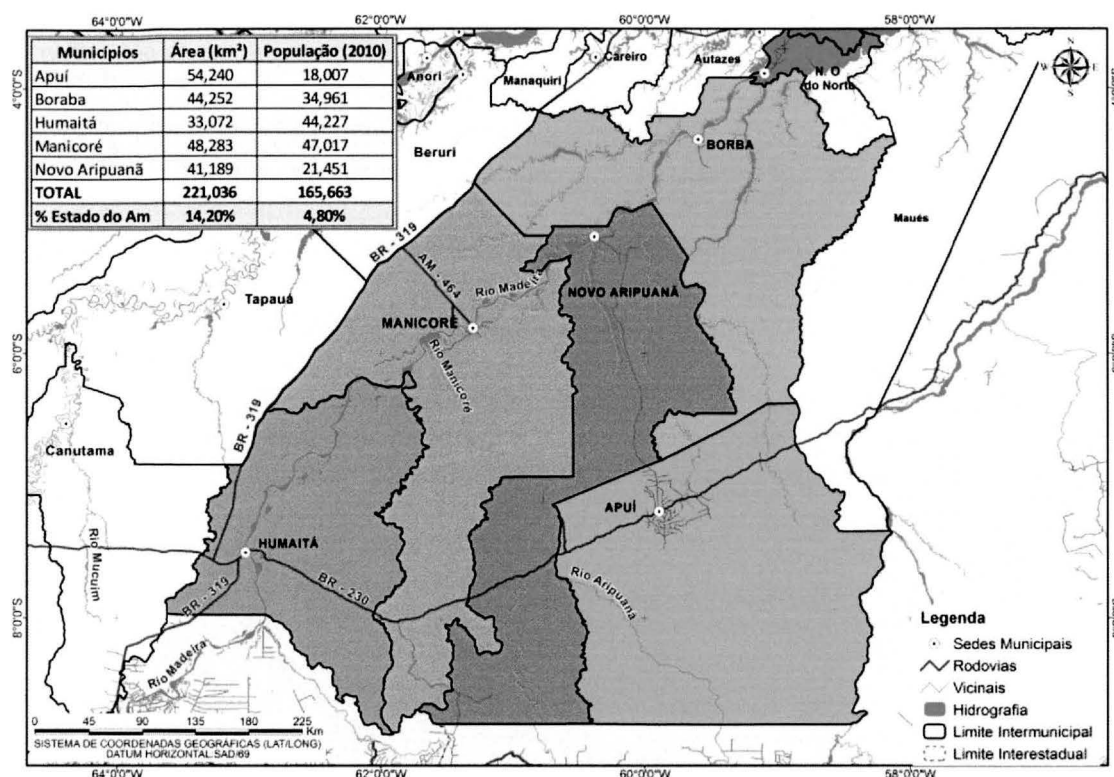 64°0'0"W 62°0'0"W 60°0'0"W 58°0'0"W
Municípios Área (km²) População (2010)
Apuí 54,240 18,007
Boraba 44,252 34,961
Humaitá 33,072 44,227
Manicoré 48,283 47,017
Novo Aripuanã 41,189 21,451
TOTAL 221,036 165,663
% Estado do Am 14,20% 4,80%
4°0'0"S
6°0'0"S
8°0'0"S
Anori
Manaquiri
Careiro
Autazes
N. O
do Norte
W E
S
Beruri
BORBA
Maués
BR - 319
AM - 464
Tapauá
Rio Madeira
NOVO ARIPUANÃ
MANICORÉ
Rio Manicoré
BR - 319
Canutama
APUÍ
Rio Mucuim
HUMAITÁ
BR - 319
BR - 230
Rio Aripuanã
Rio Madeira
Legenda
Sedes Municipais
Rodovias
Vicinais
Hidrografia
Limite Intermunicipal
Limite Interestadual
0 45 90 135 180 225
Km
SISTEMA DE COORDENADAS GEOGRÁFICAS (LAT/LONG)
DATUM HORIZONTAL SAD/69
64°0'0"W 62°0'0"W 60°0'0"W 58°0'0"W